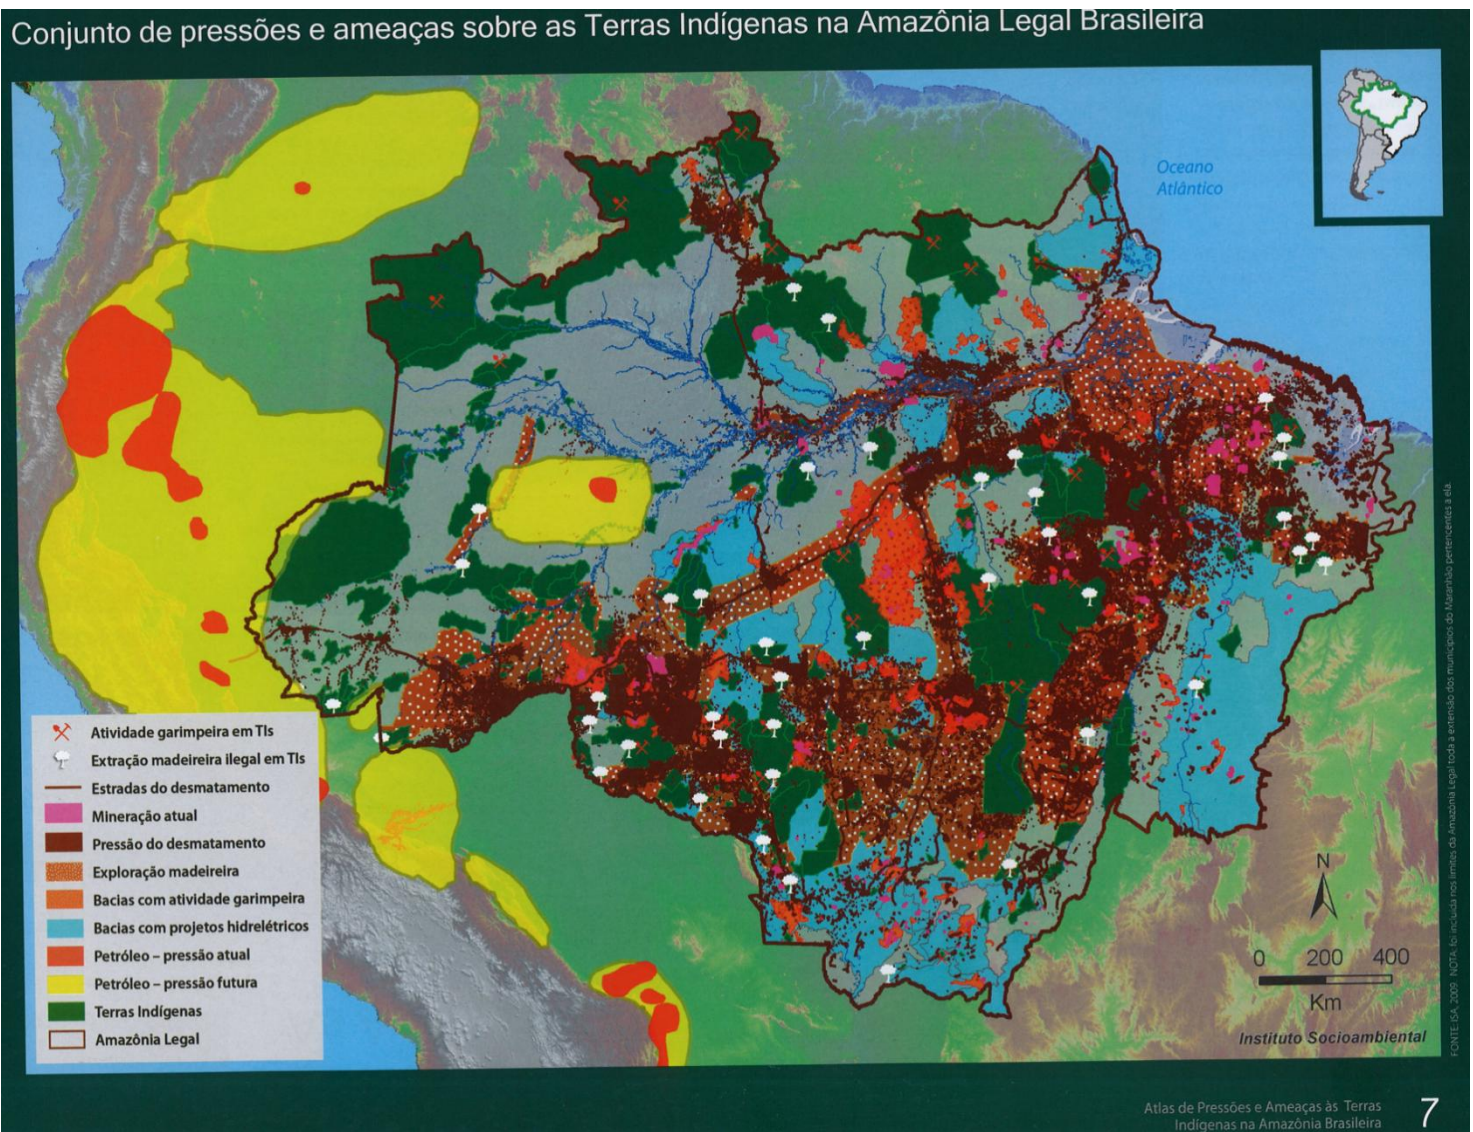 Conjunto de pressões e ameaças sobre as Terras Indígenas na Amazônia Legal Brasileira
Oceano
Atlântico
Atividade garimpeira em TIs
Extração madeireira ilegal em TIs
Estradas do desmatamento
Mineração atual
Pressão do desmatamento
Exploração madeireira
Bacias com atividade garimpeira
Bacias com projetos hidrelétricos
Petróleo – pressão atual
Petróleo – pressão futura
Terras Indígenas
Amazônia Legal
N
0 200 400
Km
Instituto Socioambiental
FONTE: ISA, 2009. NOTA: foi incluída nos limites da Amazônia Legal toda a extensão dos municípios do Maranhão pertencentes a ela.
Atlas de Pressões e Ameaças às Terras
Indígenas na Amazônia Brasileira
7